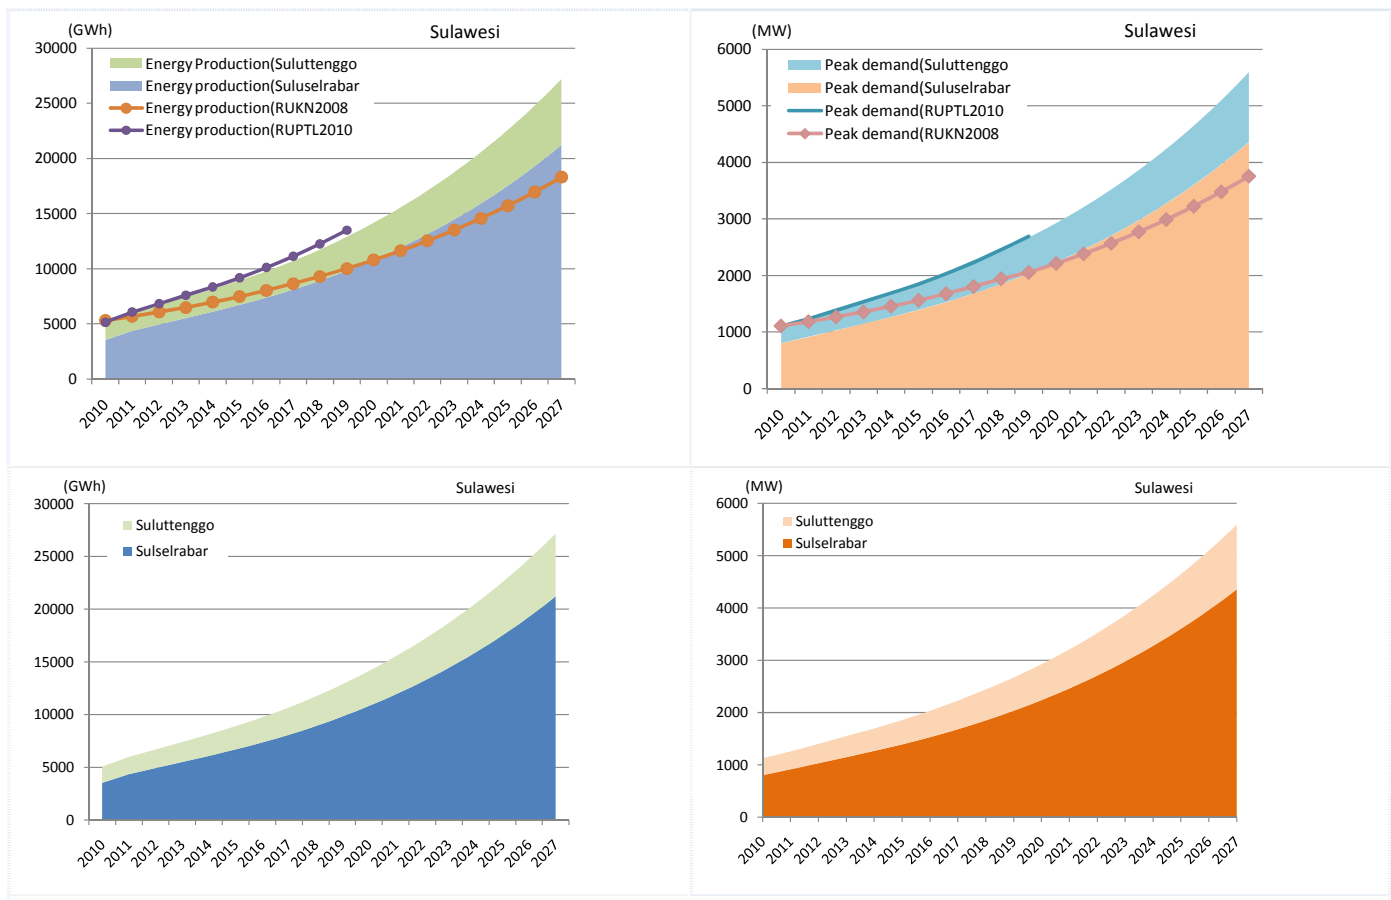 (GWh)
Sulawesi
30000
25000
20000
15000
10000
5000
0
Energy Production(Suluttenggo
Energy production(Suluselrabar
Energy production(RUKN2008
Energy production(RUPTL2010
2010 2011 2012 2013 2014 2015 2016 2017 2018 2019 2020 2021 2022 2023 2024 2025 2026 2027
(MW)
Sulawesi
6000
5000
4000
3000
2000
1000
0
Peak demand(Suluttenggo
Peak demand(Suluselrabar
Peak demand(RUPTL2010
Peak demand(RUKN2008
2010 2011 2012 2013 2014 2015 2016 2017 2018 2019 2020 2021 2022 2023 2024 2025 2026 2027
(GWh)
Sulawesi
30000
25000
20000
15000
10000
5000
0
Suluttenggo
Sulselrabar
2010 2011 2012 2013 2014 2015 2016 2017 2018 2019 2020 2021 2022 2023 2024 2025 2026 2027
(MW)
Sulawesi
6000
5000
4000
3000
2000
1000
0
Suluttenggo
Sulselrabar
2010 2011 2012 2013 2014 2015 2016 2017 2018 2019 2020 2021 2022 2023 2024 2025 2026 2027